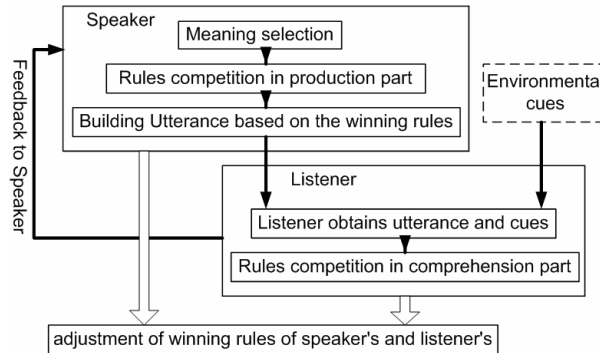 Speaker
Meaning selection
Rules competition in production part
Building Utterance based on the winning rules
Feedback to Speaker
Environmental
cues
Listener
Listener obtains utterance and cues
Rules competition in comprehension part
adjustment of winning rules of speaker's and listener's